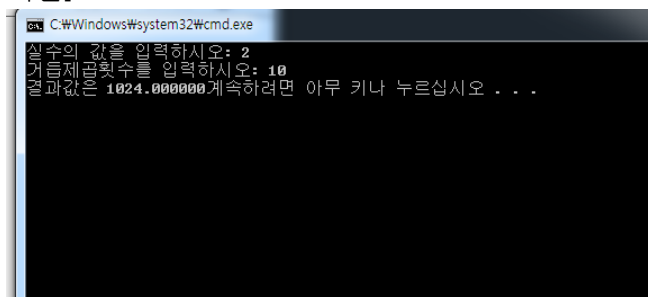 C:₩Windows₩system32₩cmd.exe
실수의 값을 입력하시오: 2
거듭제곱횟수를 입력하시오: 10
결과값은 1024.000000계속하려면 아무 키나 누르십시오 . . .